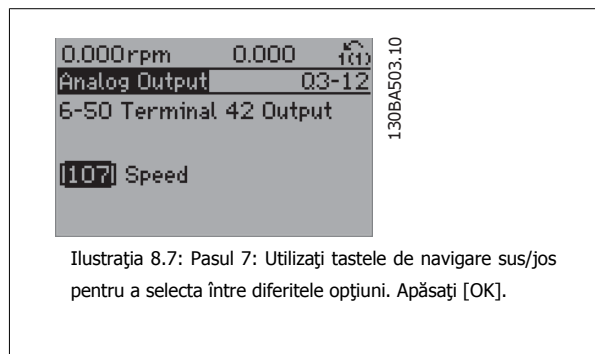 0.000rpm 0.000 1(1)
Analog Output 03-12
6-50 Terminal 42 Output
[107] Speed
130BA503.10
Ilustraţia 8.7: Pasul 7: Utilizaţi tastele de navigare sus/jos
pentru a selecta între diferitele opţiuni. Apăsaţi [OK].